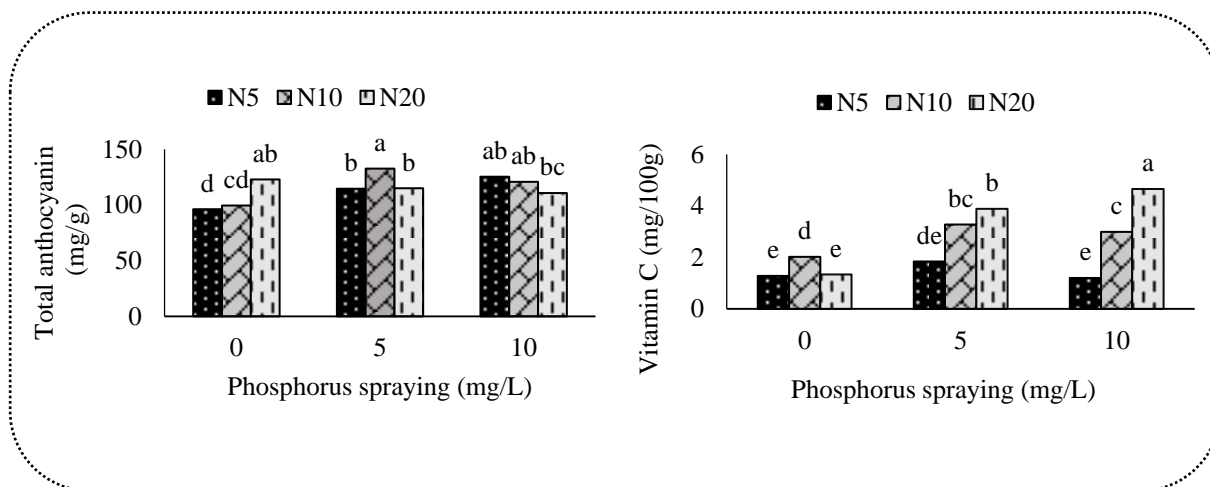 N5 N10 N20
Total anthocyanin
(mg/g)
150
100
50
0
d cd ab b a b ab ab bc
0 5 10
Phosphorus spraying (mg/L)
N5 N10 N20
Vitamin C (mg/100g)
6
4
2
0
e d e de bc b e c a
0 5 10
Phosphorus spraying (mg/L)